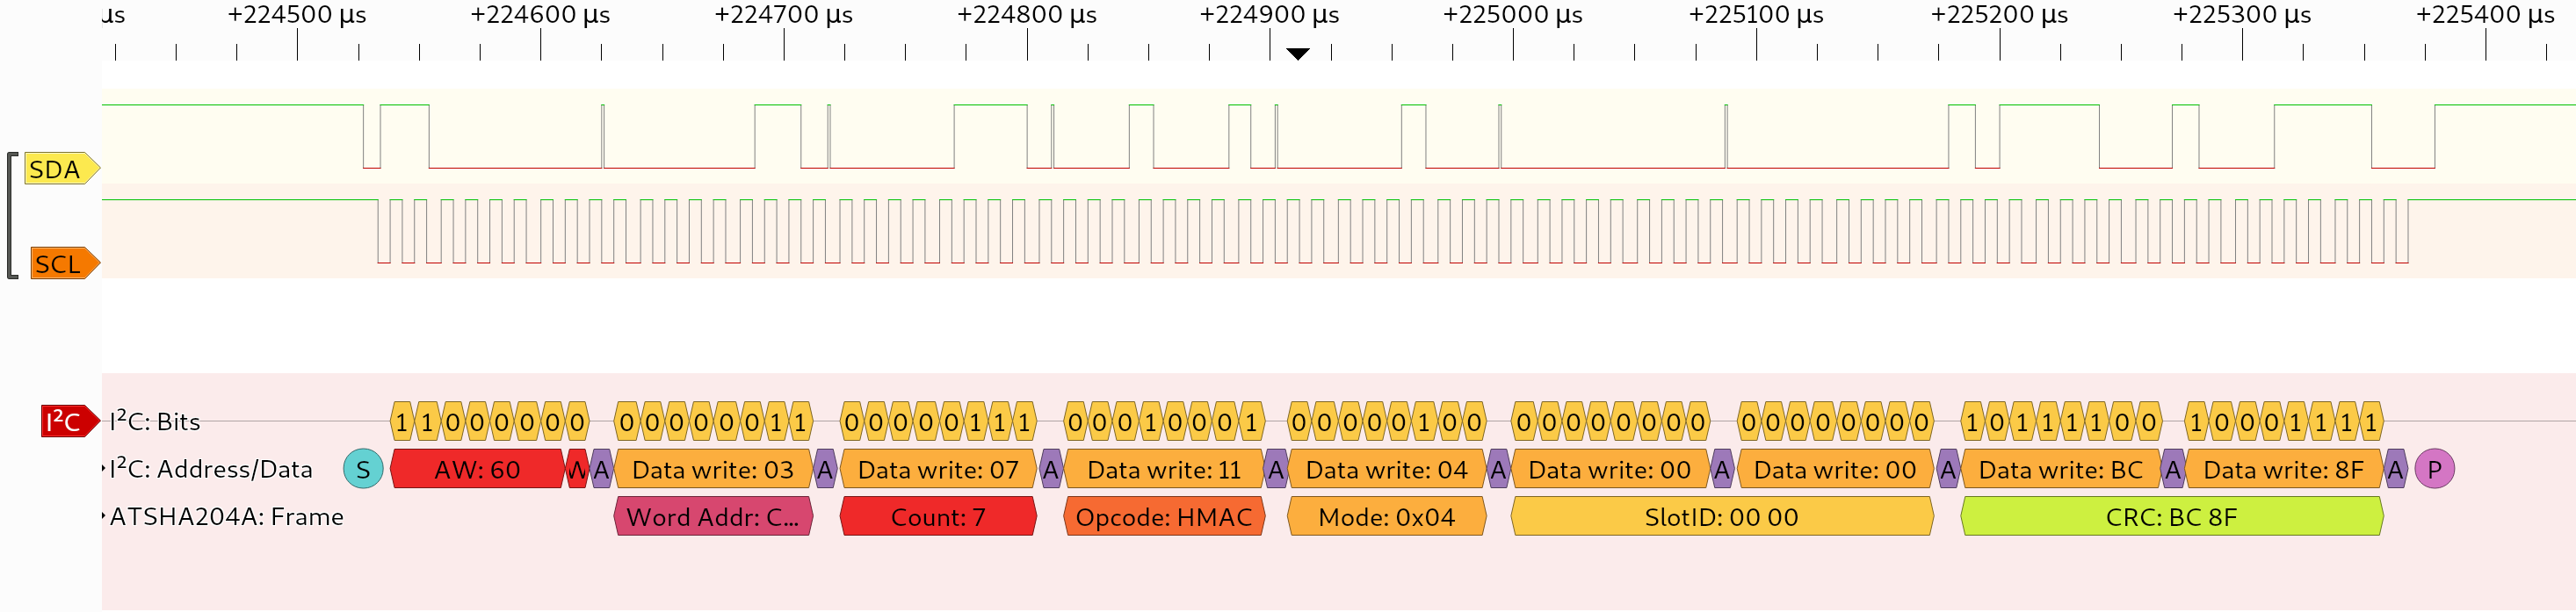 µs +224500 µs +224600 µs +224700 µs +224800 µs +224900 µs +225000 µs +225100 µs +225200 µs +225300 µs +225400 µs
SDA
SCL
I²C I²C: Bits 1 1 0 0 0 0 0 0 0 0 0 0 0 0 1 1 0 0 0 0 0 1 1 1 0 0 0 1 0 0 0 1 0 0 0 0 0 1 0 0 0 0 0 0 0 0 0 0 0 0 0 0 0 0 0 0 1 0 1 1 1 1 0 0 1 0 0 0 1 1 1 1
I²C: Address/Data S AW: 60 W A Data write: 03 A Data write: 07 A Data write: 11 A Data write: 04 A Data write: 00 A Data write: 00 A Data write: BC A Data write: 8F A P
ATSHA204A: Frame Word Addr: C... Count: 7 Opcode: HMAC Mode: 0x04 SlotID: 00 00 CRC: BC 8F